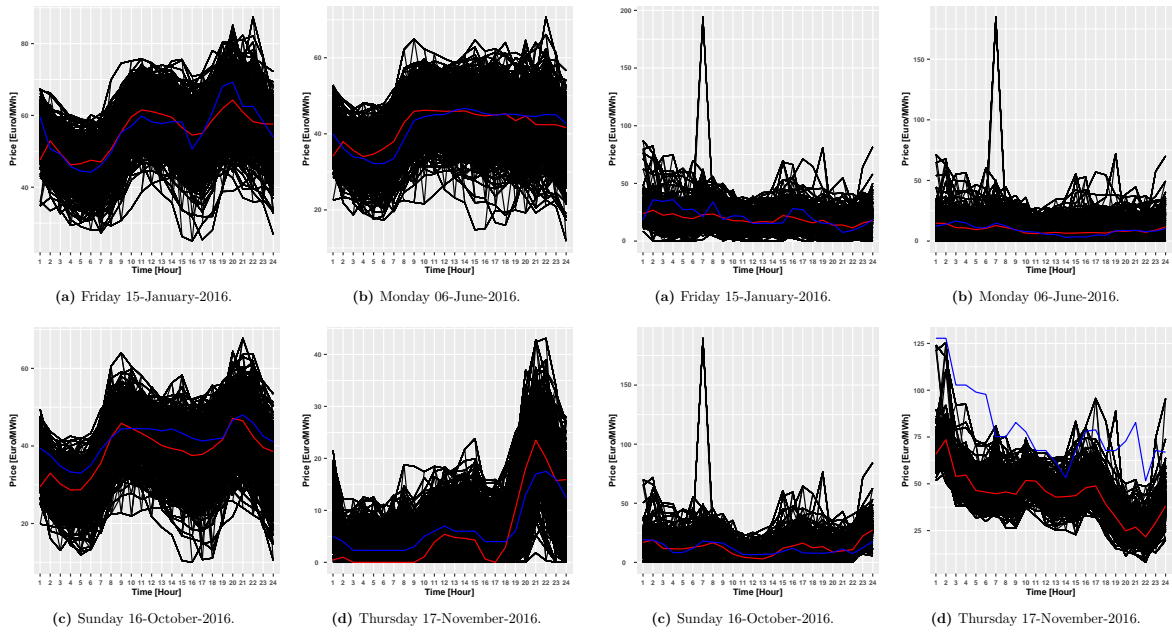 Price [Euro/MWh]
80
60
40
1 2 3 4 5 6 7 8 9 10 11 12 13 14 15 16 17 18 19 20 21 22 23 24
Time [Hour]
(a) Friday 15-January-2016.
Price [Euro/MWh]
60
40
20
1 2 3 4 5 6 7 8 9 10 11 12 13 14 15 16 17 18 19 20 21 22 23 24
Time [Hour]
(b) Monday 06-June-2016.
Price [Euro/MWh]
200
150
100
50
0
1 2 3 4 5 6 7 8 9 10 11 12 13 14 15 16 17 18 19 20 21 22 23 24
Time [Hour]
(a) Friday 15-January-2016.
Price [Euro/MWh]
150
100
50
0
1 2 3 4 5 6 7 8 9 10 11 12 13 14 15 16 17 18 19 20 21 22 23 24
Time [Hour]
(b) Monday 06-June-2016.
Price [Euro/MWh]
60
40
20
1 2 3 4 5 6 7 8 9 10 11 12 13 14 15 16 17 18 19 20 21 22 23 24
Time [Hour]
(c) Sunday 16-October-2016.
Price [Euro/MWh]
40
30
20
10
0
1 2 3 4 5 6 7 8 9 10 11 12 13 14 15 16 17 18 19 20 21 22 23 24
Time [Hour]
(d) Thursday 17-November-2016.
Price [Euro/MWh]
150
100
50
0
1 2 3 4 5 6 7 8 9 10 11 12 13 14 15 16 17 18 19 20 21 22 23 24
Time [Hour]
(c) Sunday 16-October-2016.
Price [Euro/MWh]
125
100
75
50
25
1 2 3 4 5 6 7 8 9 10 11 12 13 14 15 16 17 18 19 20 21 22 23 24
Time [Hour]
(d) Thursday 17-November-2016.